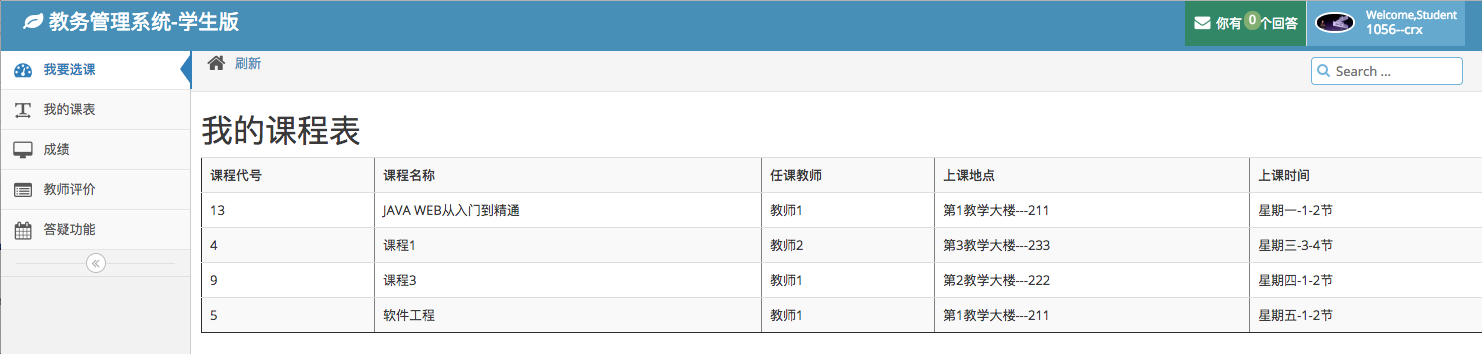 教务管理系统-学生版
你有 0 个回答
Welcome,Student
1056--crx
我要选课
我的课表
成绩
教师评价
答疑功能
刷新
Search ...
我的课程表
课程代号 课程名称 任课教师 上课地点 上课时间
13 JAVA WEB从入门到精通 教师1 第1教学大楼---211 星期一-1-2节
4 课程1 教师2 第3教学大楼---233 星期三-3-4节
9 课程3 教师1 第2教学大楼---222 星期四-1-2节
5 软件工程 教师1 第1教学大楼---211 星期五-1-2节